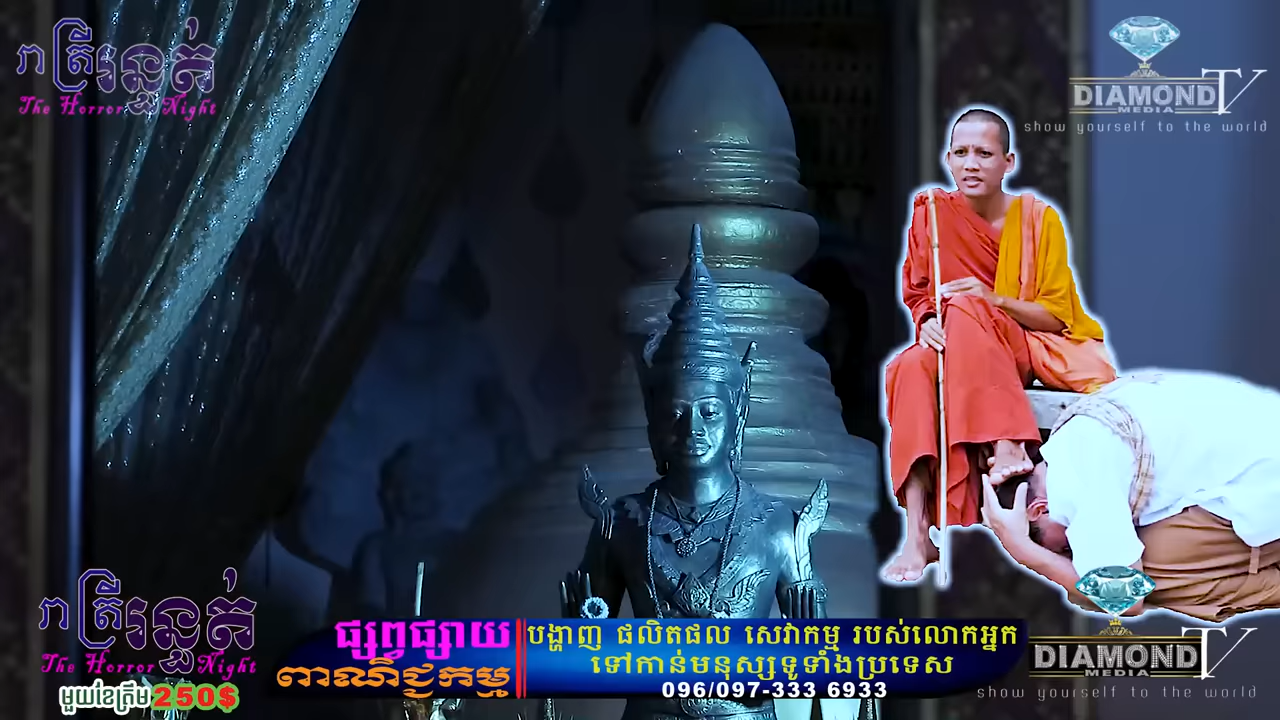 រាត្រីរន្ធត់
The Horror Night
DIAMOND TV
MEDIA
show yourself to the world
រាត្រីរន្ធត់
The Horror Night
មួយខែត្រឹម 250$
ផ្សព្វផ្សាយ
ពាណិជ្ជកម្ម
បង្ហាញ ផលិតផល សេវាកម្ម របស់លោកអ្នក
ទៅកាន់មនុស្សទូទាំងប្រទេស
096/097-333 6933
DIAMOND TV
MEDIA
show yourself to the world